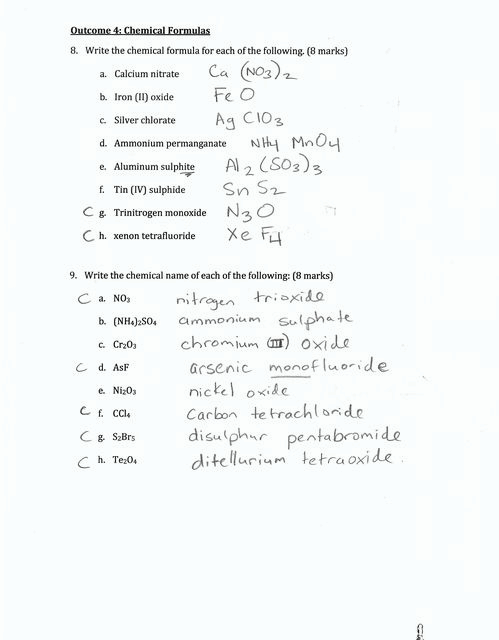 Outcome 4: Chemical Formulas
8. Write the chemical formula for each of the following. (8 marks)
a. Calcium nitrate Ca (NO3)2
b. Iron (II) oxide FeO
c. Silver chlorate Ag ClO3
d. Ammonium permanganate NH4 MnO4
e. Aluminum sulphite Al2 (SO3)3
f. Tin (IV) sulphide Sn S2
C g. Trinitrogen monoxide N3O
C h. xenon tetrafluoride Xe F4
9. Write the chemical name of each of the following: (8 marks)
C a. NO3 nitrogen trioxide
b. (NH4)2SO4 ammonium sulphate
c. Cr2O3 chromium (III) oxide
C d. AsF arsenic monofluoride
e. Ni2O3 nickel oxide
C f. CCl4 carbon tetrachloride
C g. S2Br5 disulphur pentabromide
C h. Te2O4 ditellurium tetraoxide.